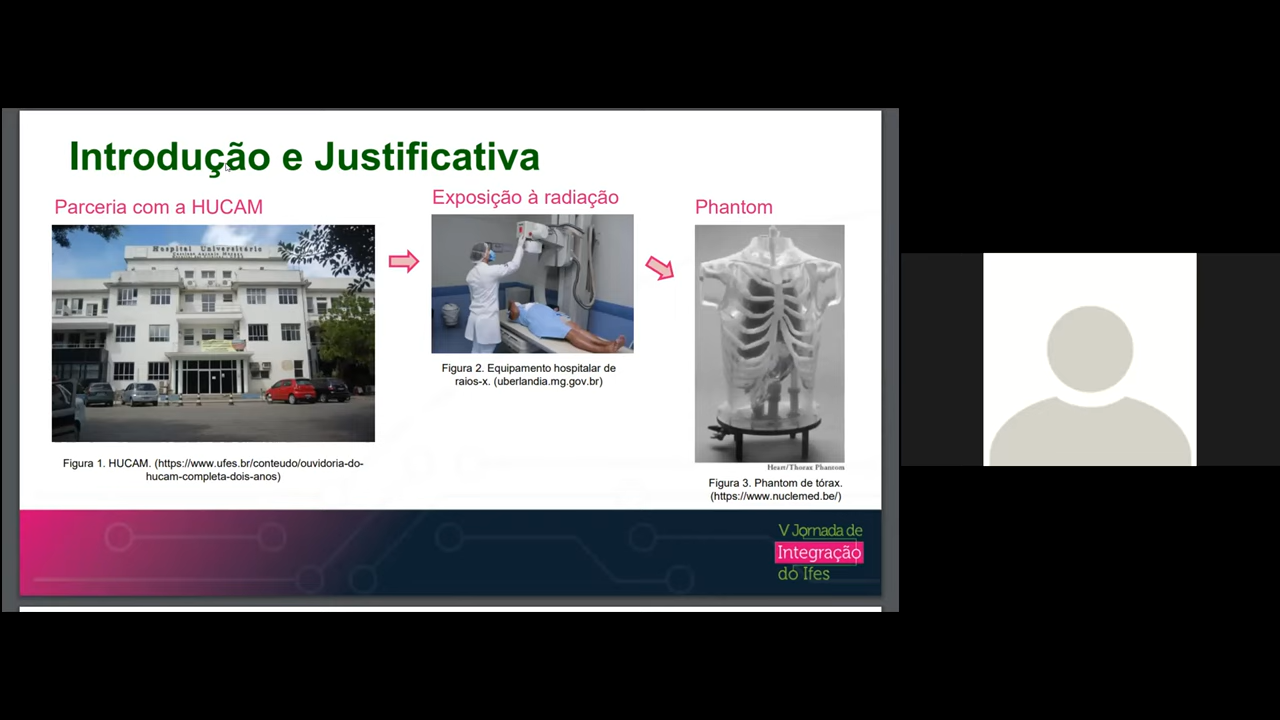 Introdução e Justificativa
Parceria com a HUCAM
Exposição à radiação
Phantom
Hospital Universitário
Figura 1. HUCAM. (https://www.ufes.br/conteudo/ouvidoria-do-
hucam-completa-dois-anos)
Figura 2. Equipamento hospitalar de
raios-x. (uberlandia.mg.gov.br)
Heart/Thorax Phantom
Figura 3. Phantom de tórax.
(https://www.nuclemed.be/)
V Jornada de
Integração
do Ifes